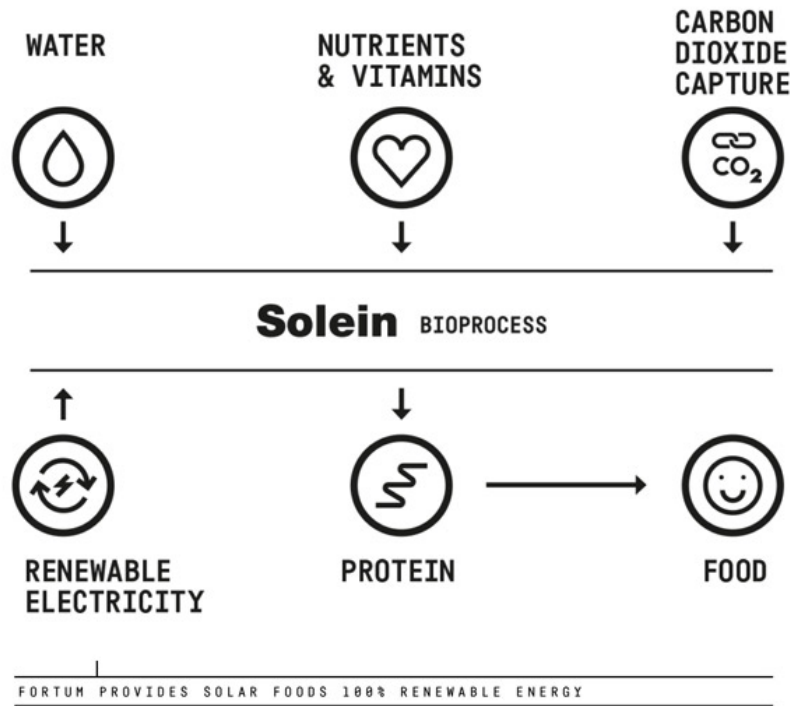 WATER
NUTRIENTS
& VITAMINS
CARBON
DIOXIDE
CAPTURE
CO₂
Solein BIOPROCESS
RENEWABLE
ELECTRICITY
PROTEIN
FOOD
FORTUM PROVIDES SOLAR FOODS 100% RENEWABLE ENERGY